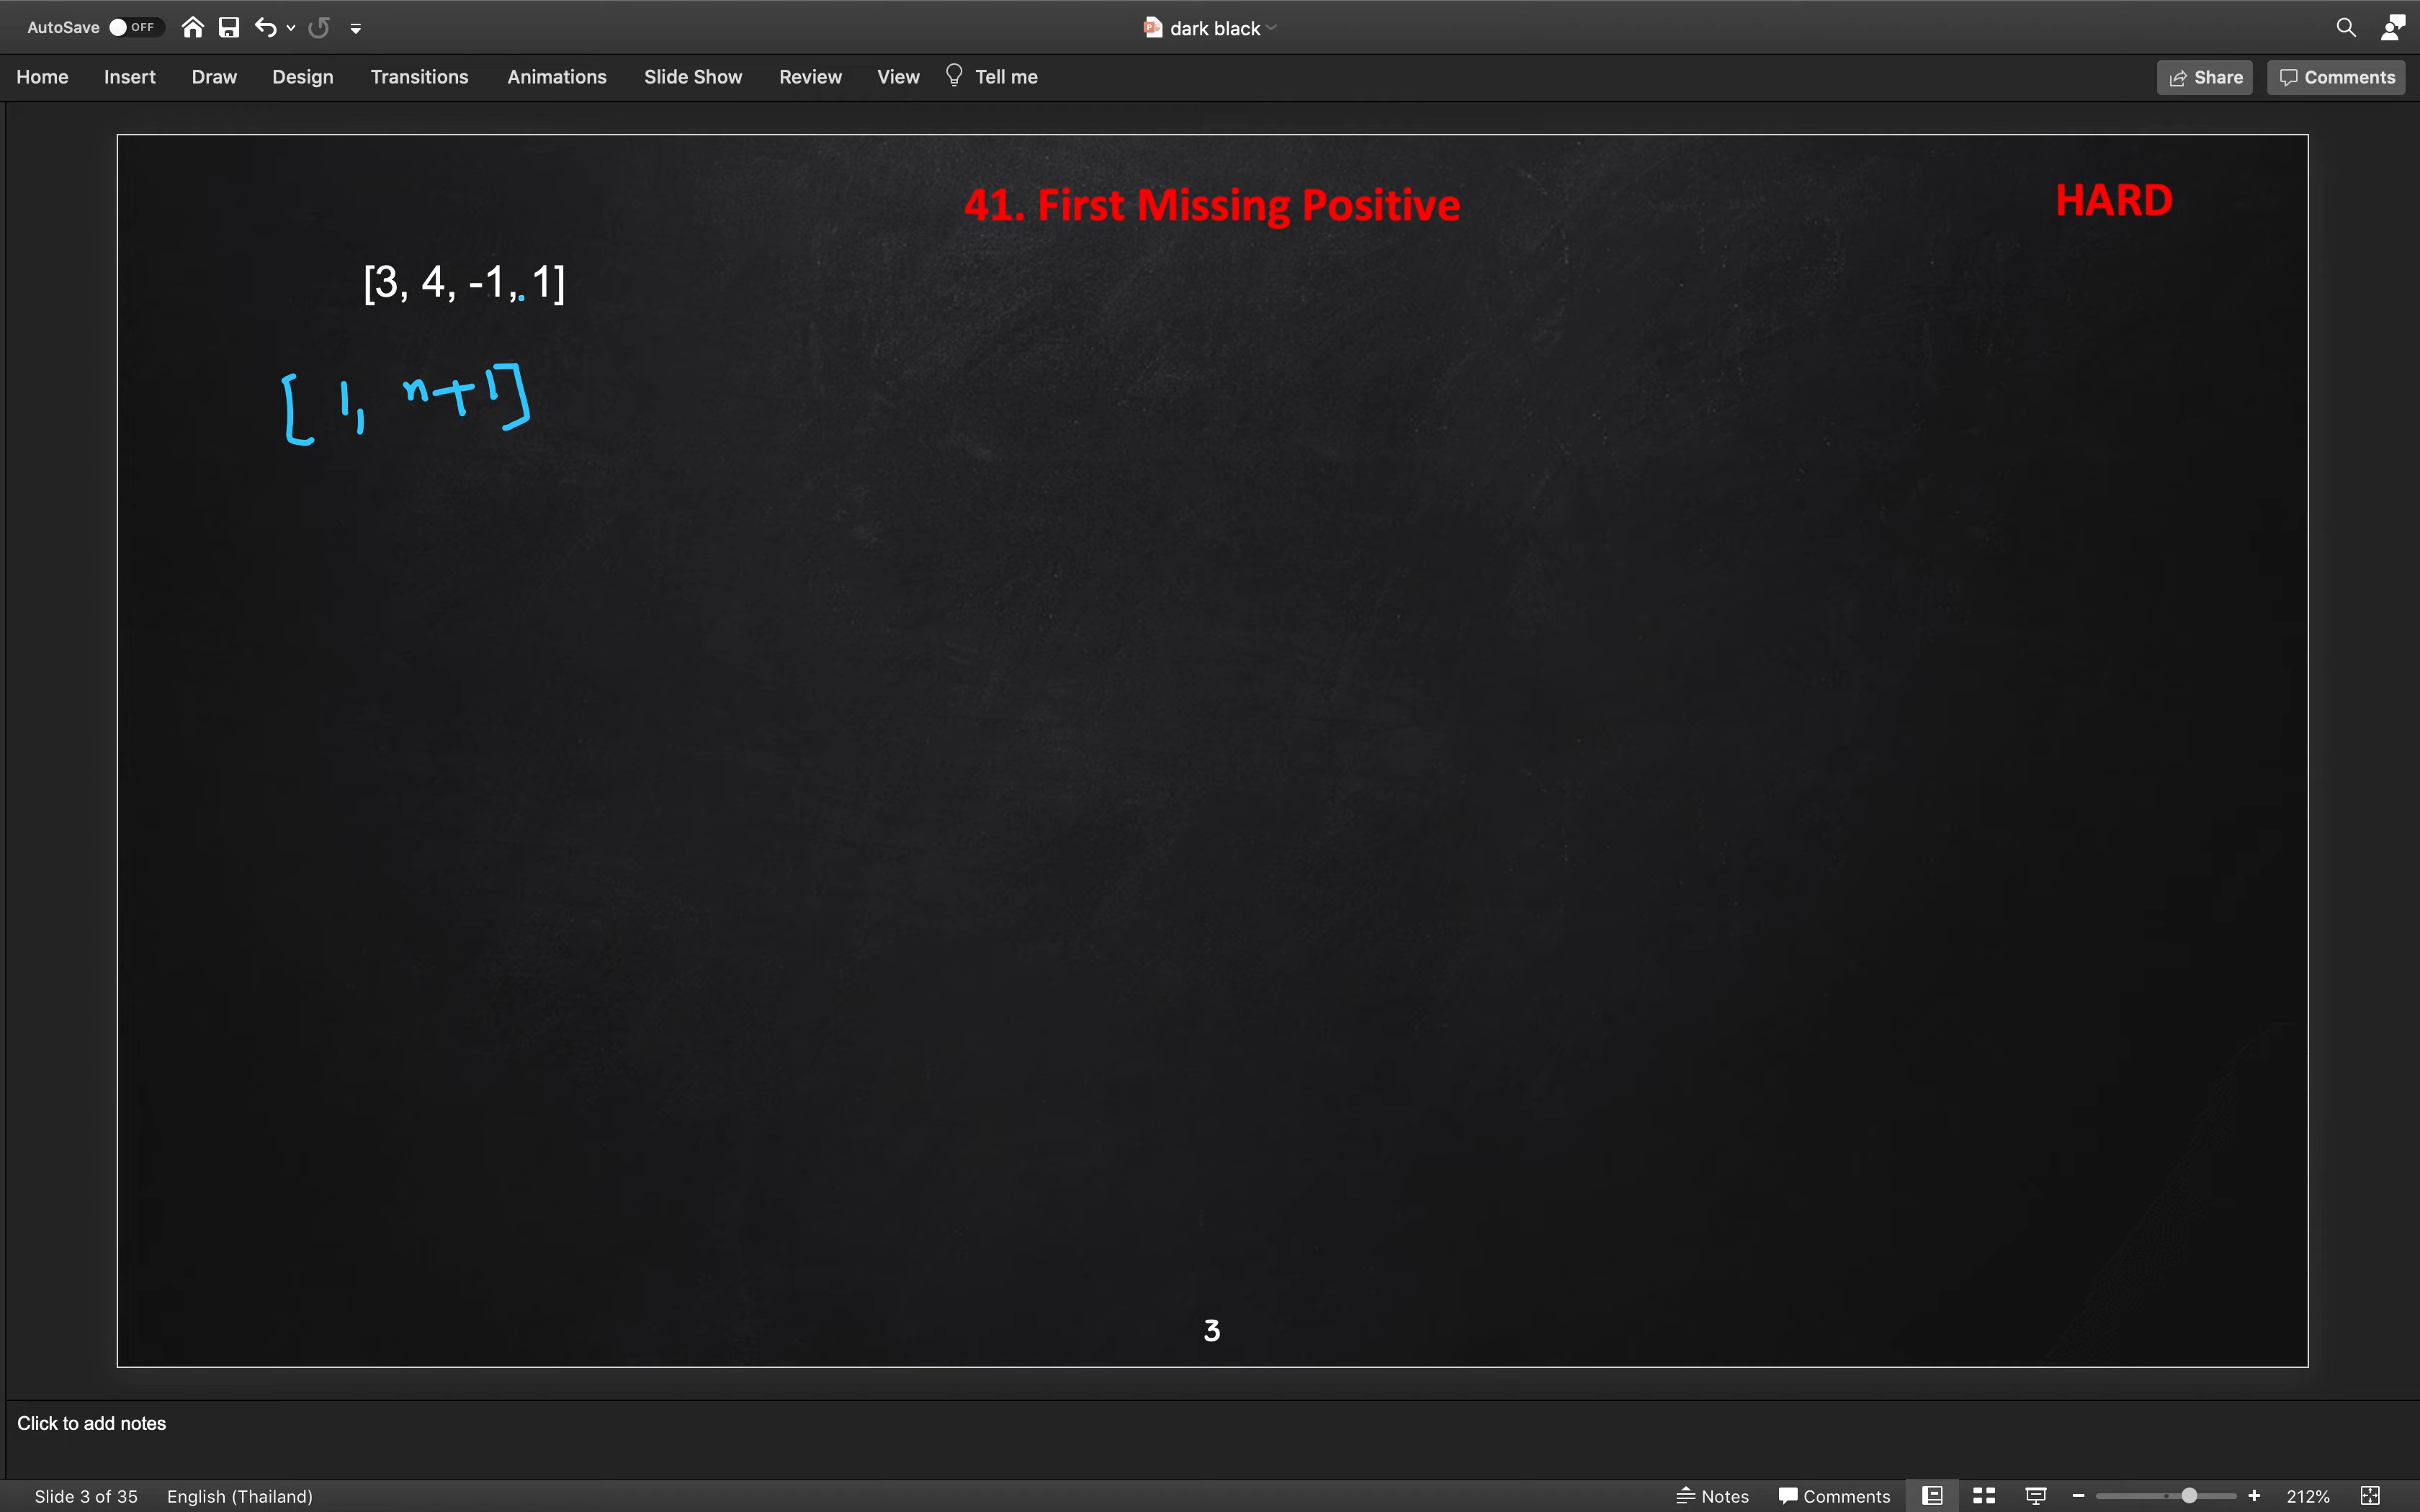 AutoSave OFF
dark black
Home Insert Draw Design Transitions Animations Slide Show Review View Tell me Share Comments
41. First Missing Positive
HARD
[3, 4, -1, 1]
[ 1, n+1]
3
Click to add notes
Slide 3 of 35 English (Thailand) Notes Comments 212%